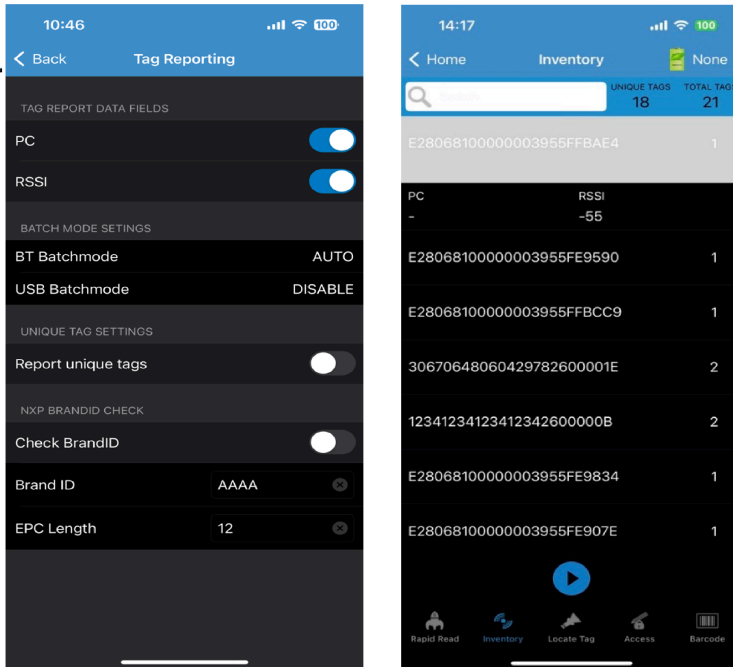 10:46
100
Back Tag Reporting
TAG REPORT DATA FIELDS
PC
RSSI
BATCH MODE SETINGS
BT Batchmode AUTO
USB Batchmode DISABLE
UNIQUE TAG SETTINGS
Report unique tags
NXP BRANDID CHECK
Check BrandID
Brand ID AAAA
EPC Length 12
14:17
100
Home Inventory None
UNIQUE TAGS TOTAL TAG
18 21
E28068100000003955FFBAE4 1
PC RSSI
- -55
E28068100000003955FE9590 1
E28068100000003955FFBCC9 1
30670648060429782600001E 2
12341234123412342600000B 2
E28068100000003955FE9834 1
E28068100000003955FE907E 1
Rapid Read Inventory Locate Tag Access Barcode